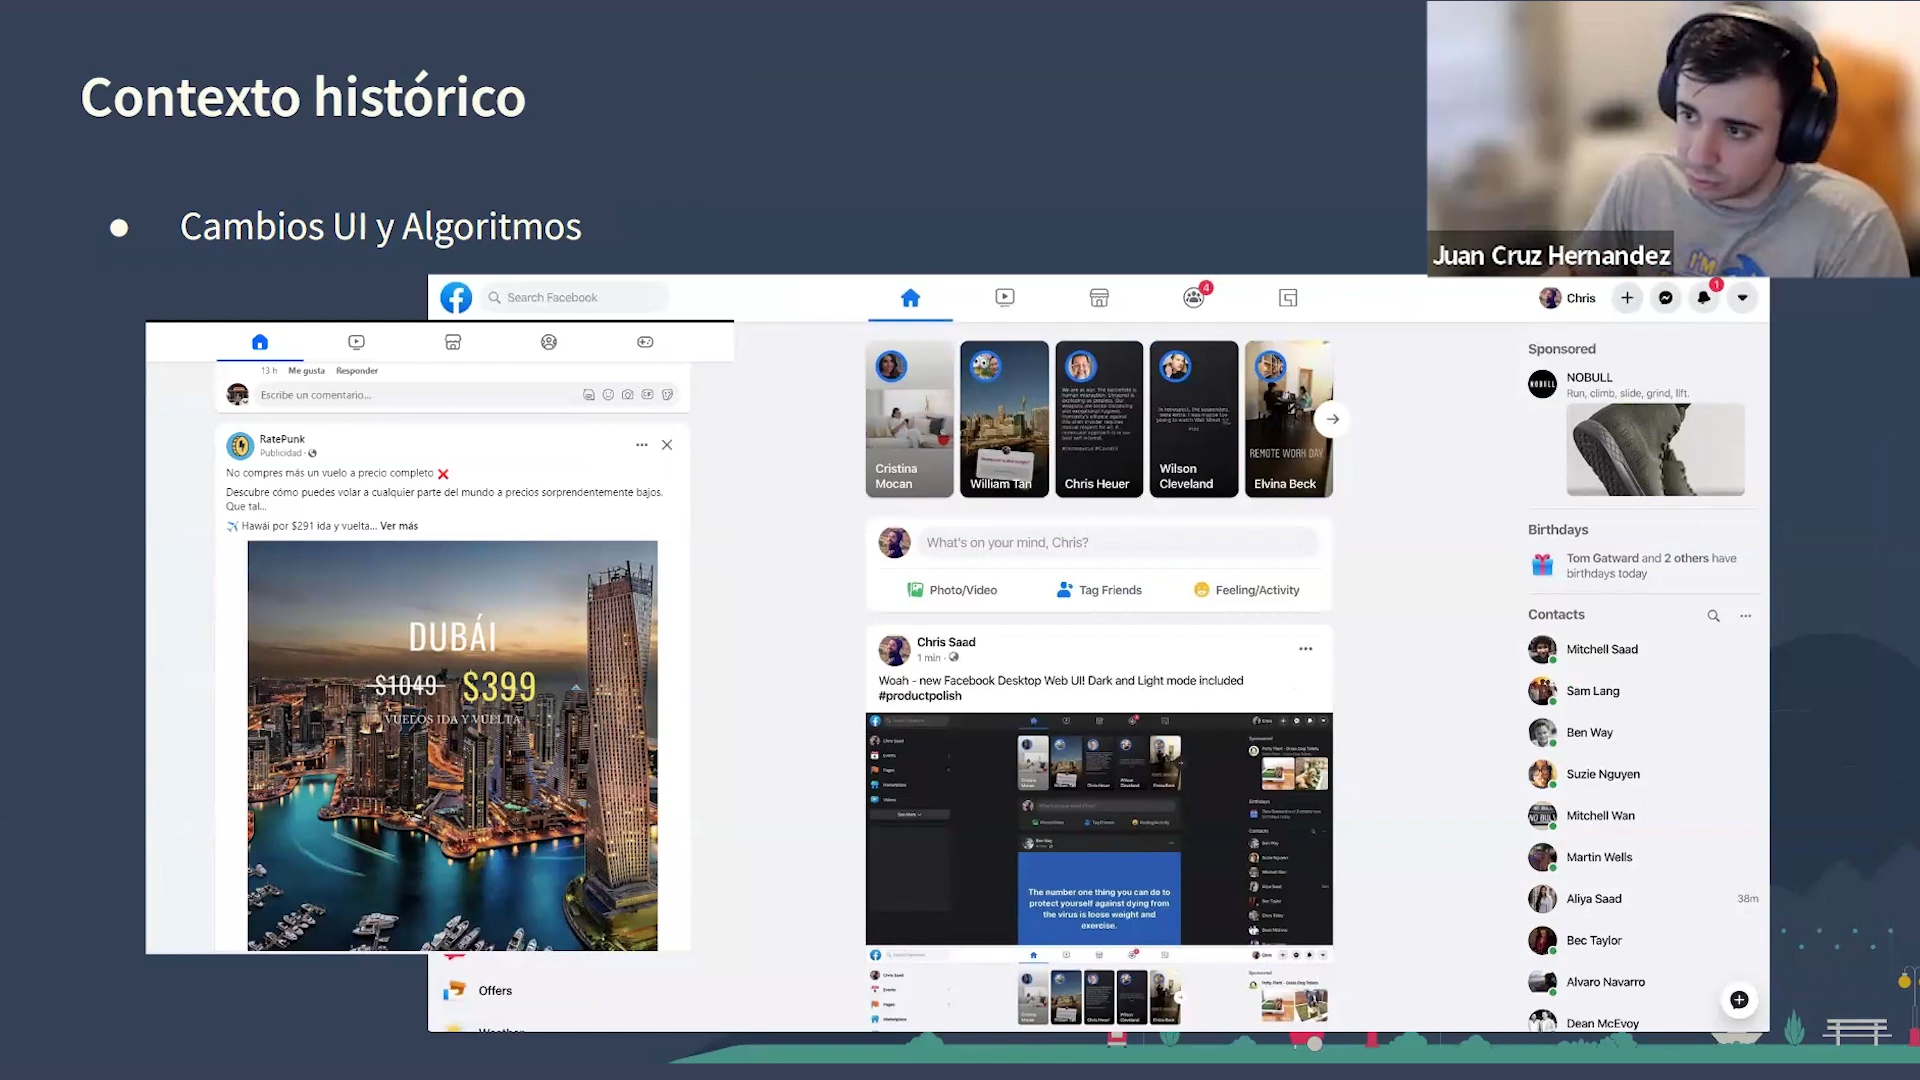 Contexto histórico
● Cambios UI y Algoritmos
Juan Cruz Hernandez
Search Facebook
4
Chris
1
13 h Me gusta Responder
Escribe un comentario...
RatePunk
Publicidad ·
No compres más un vuelo a precio completo ❌
Descubre cómo puedes volar a cualquier parte del mundo a precios sorprendentemente bajos.
Que tal...
✈️ Hawái por $291 ida y vuelta... Ver más
DUBÁI
$1049 $399
VUELOS IDA Y VUELTA
Offers
Cristina
Mocan
William Tan
Chris Heuer
Wilson
Cleveland
REMOTE WORK DAY
Elvina Beck
What's on your mind, Chris?
Photo/Video
Tag Friends
Feeling/Activity
Chris Saad
1 min ·
Woah - new Facebook Desktop Web UI! Dark and Light mode included
#productpolish
The number one thing you can do to
protect yourself against dying from
the virus is loose weight and
exercise.
Sponsored
NOBULL
NOBULL
Run, climb, slide, grind, lift.
Birthdays
Tom Gatward and 2 others have
birthdays today
Contacts
Mitchell Saad
Sam Lang
Ben Way
Suzie Nguyen
Mitchell Wan
Martin Wells
Aliya Saad 38m
Bec Taylor
Alvaro Navarro
Dean McEvoy
I'M